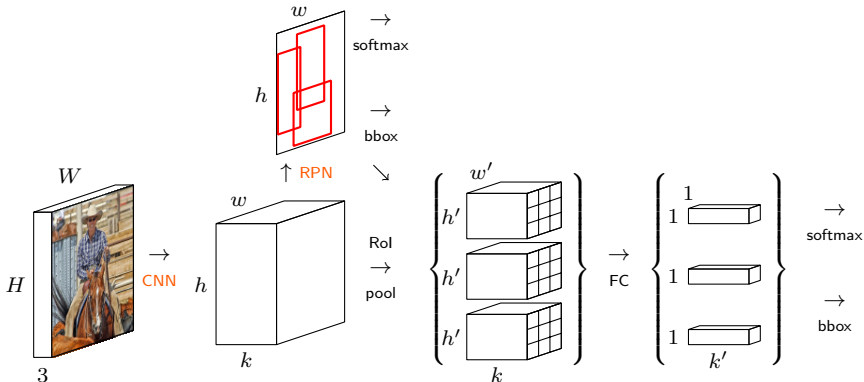 w
→
softmax
h
→
bbox
↑ RPN
↘
W
H
3
→
CNN
w
h
k
RoI
→
pool
w′
h′
h′
h′
k
→
FC
1
1
1
1
k′
→
softmax
→
bbox